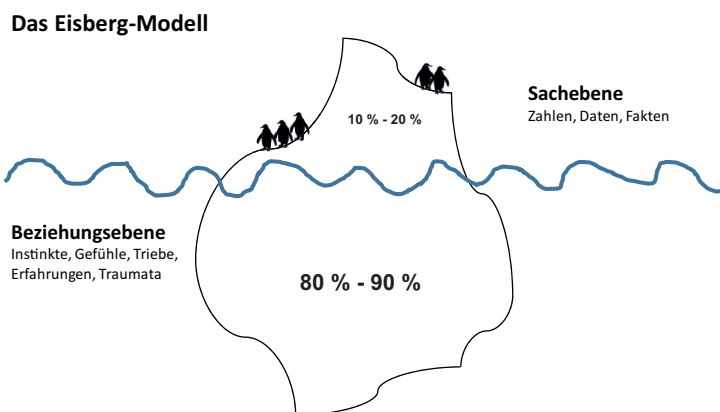 Das Eisberg-Modell
Sachebene
Zahlen, Daten, Fakten
10 % - 20 %
Beziehungsebene
Instinkte, Gefühle, Triebe,
Erfahrungen, Traumata
80 % - 90 %